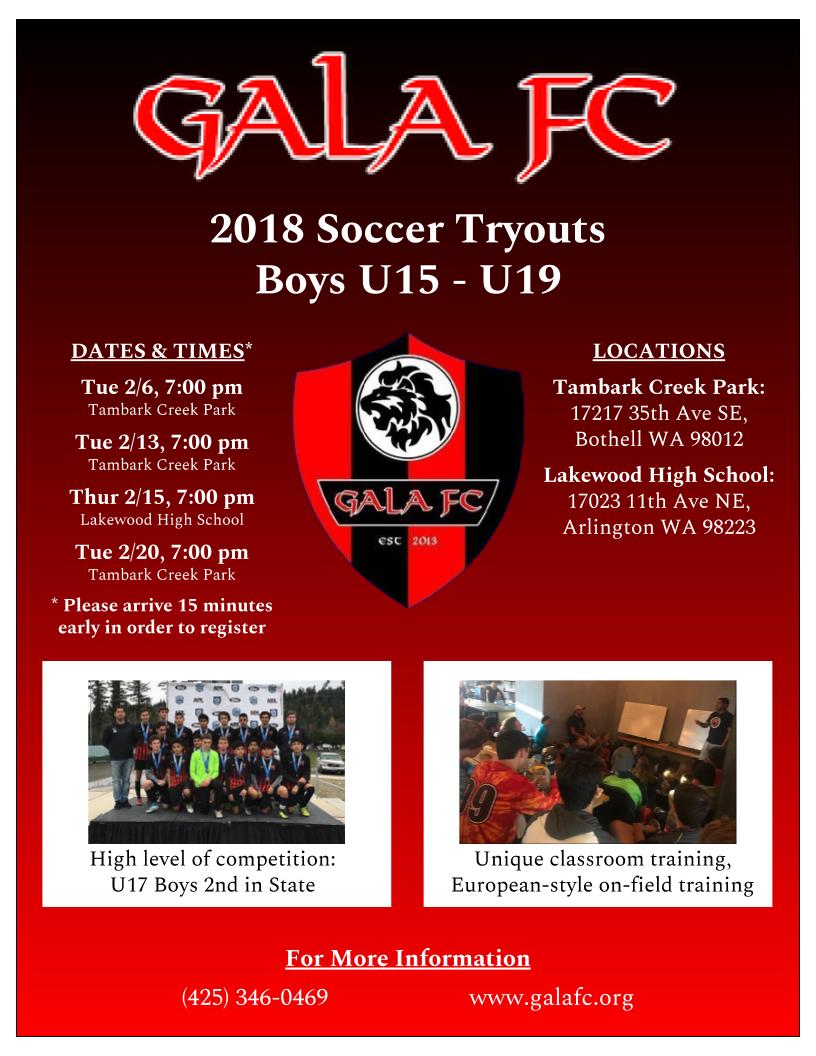 GALA FC
2018 Soccer Tryouts
Boys U15 - U19
DATES & TIMES*
Tue 2/6, 7:00 pm
Tambark Creek Park
Tue 2/13, 7:00 pm
Tambark Creek Park
Thur 2/15, 7:00 pm
Lakewood High School
Tue 2/20, 7:00 pm
Tambark Creek Park
* Please arrive 15 minutes
early in order to register
GALA FC
EST 2013
LOCATIONS
Tambark Creek Park:
17217 35th Ave SE,
Bothell WA 98012
Lakewood High School:
17023 11th Ave NE,
Arlington WA 98223
High level of competition:
U17 Boys 2nd in State
Unique classroom training,
European-style on-field training
For More Information
(425) 346-0469
www.galafc.org